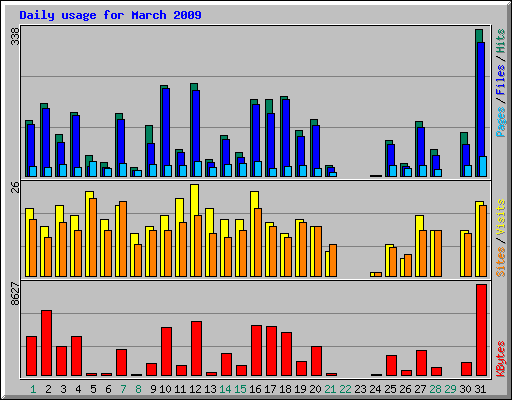 Daily usage for March 2009
338
Pages / Files / Hits
26
Sites / Visits
8627
KBytes
1 2 3 4 5 6 7 8 9 10 11 12 13 14 15 16 17 18 19 20 21 22 23 24 25 26 27 28 29 30 31